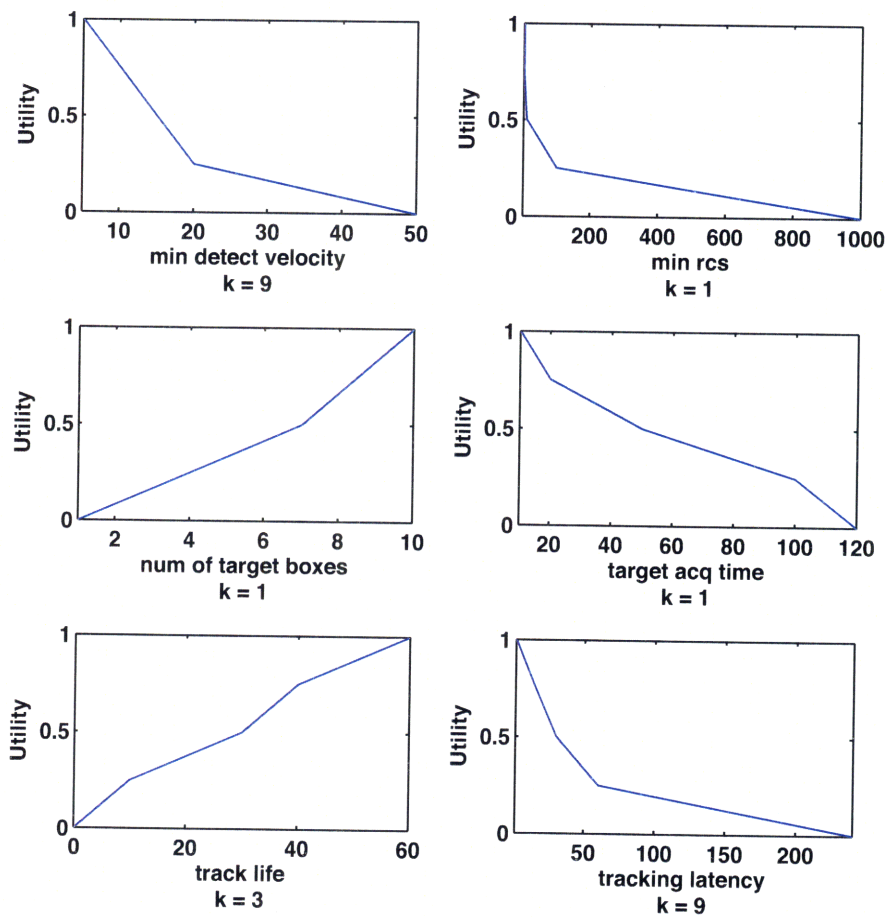 1
0.5
0
Utility
10 20 30 40 50
min detect velocity
k = 9
1
0.5
0
Utility
200 400 600 800 1000
min rcs
k = 1
1
0.5
0
Utility
2 4 6 8 10
num of target boxes
k = 1
1
0.5
0
Utility
20 40 60 80 100 120
target acq time
k = 1
1
0.5
0
Utility
0 20 40 60
track life
k = 3
1
0.5
0
Utility
50 100 150 200
tracking latency
k = 9